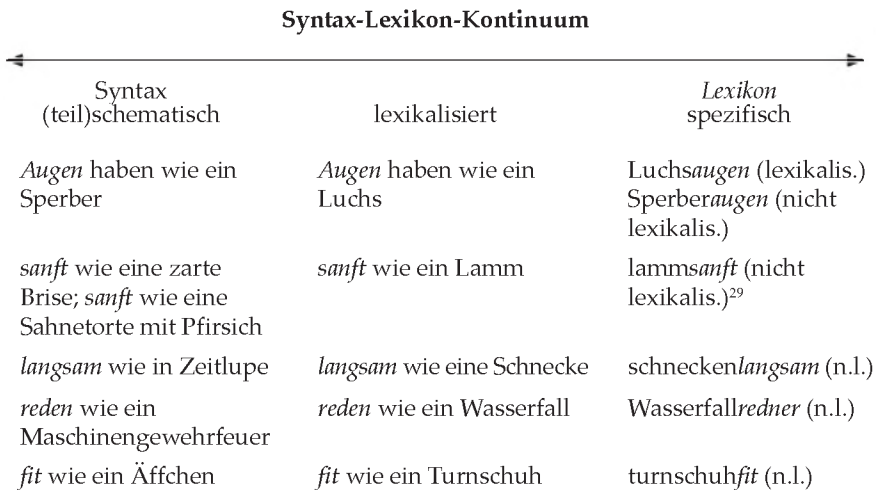 Syntax-Lexikon-Kontinuum
Syntax
(teil)schematisch
lexikalisiert
Lexikon
spezifisch
Augen haben wie ein
Sperber
Augen haben wie ein
Luchs
Luchsaugen (lexikalis.)
Sperberaugen (nicht
lexikalis.)
sanft wie eine zarte
Brise; sanft wie eine
Sahnetorte mit Pfirsich
sanft wie ein Lamm
lammsanft (nicht
lexikalis.)²⁹
langsam wie in Zeitlupe
langsam wie eine Schnecke
schneckenlangsam (n.l.)
reden wie ein
Maschinengewehrfeuer
reden wie ein Wasserfall
Wasserfallredner (n.l.)
fit wie ein Äffchen
fit wie ein Turnschuh
turnschuhfit (n.l.)